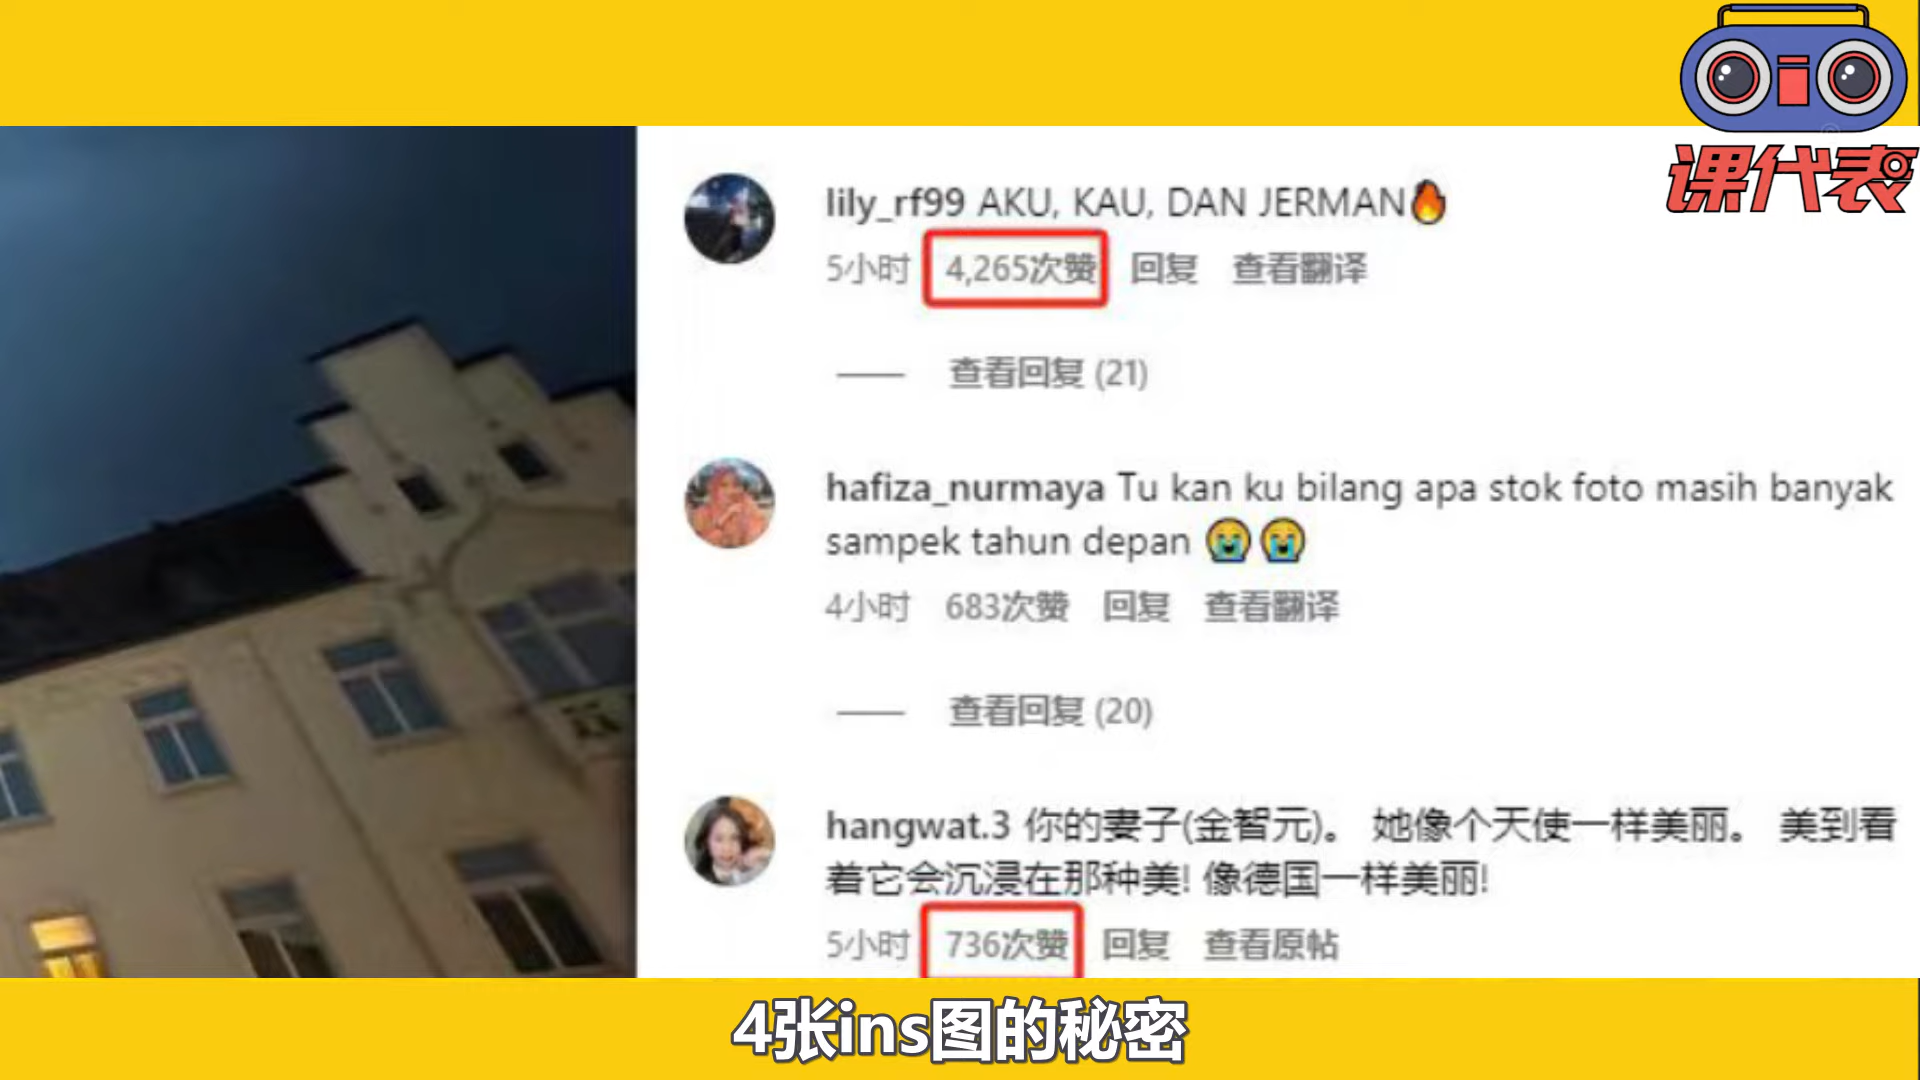 课代表
lily_rf99 AKU, KAU, DAN JERMAN🔥
5小时 4,265次赞 回复 查看翻译
—— 查看回复 (21)
hafiza_nurmaya Tu kan ku bilang apa stok foto masih banyak
sampek tahun depan 😭😭
4小时 683次赞 回复 查看翻译
—— 查看回复 (20)
hangwat.3 你的妻子(金智元)。 她像个天使一样美丽。 美到看
着它会沉浸在那种美! 像德国一样美丽!
5小时 736次赞 回复 查看原帖
4张ins图的秘密